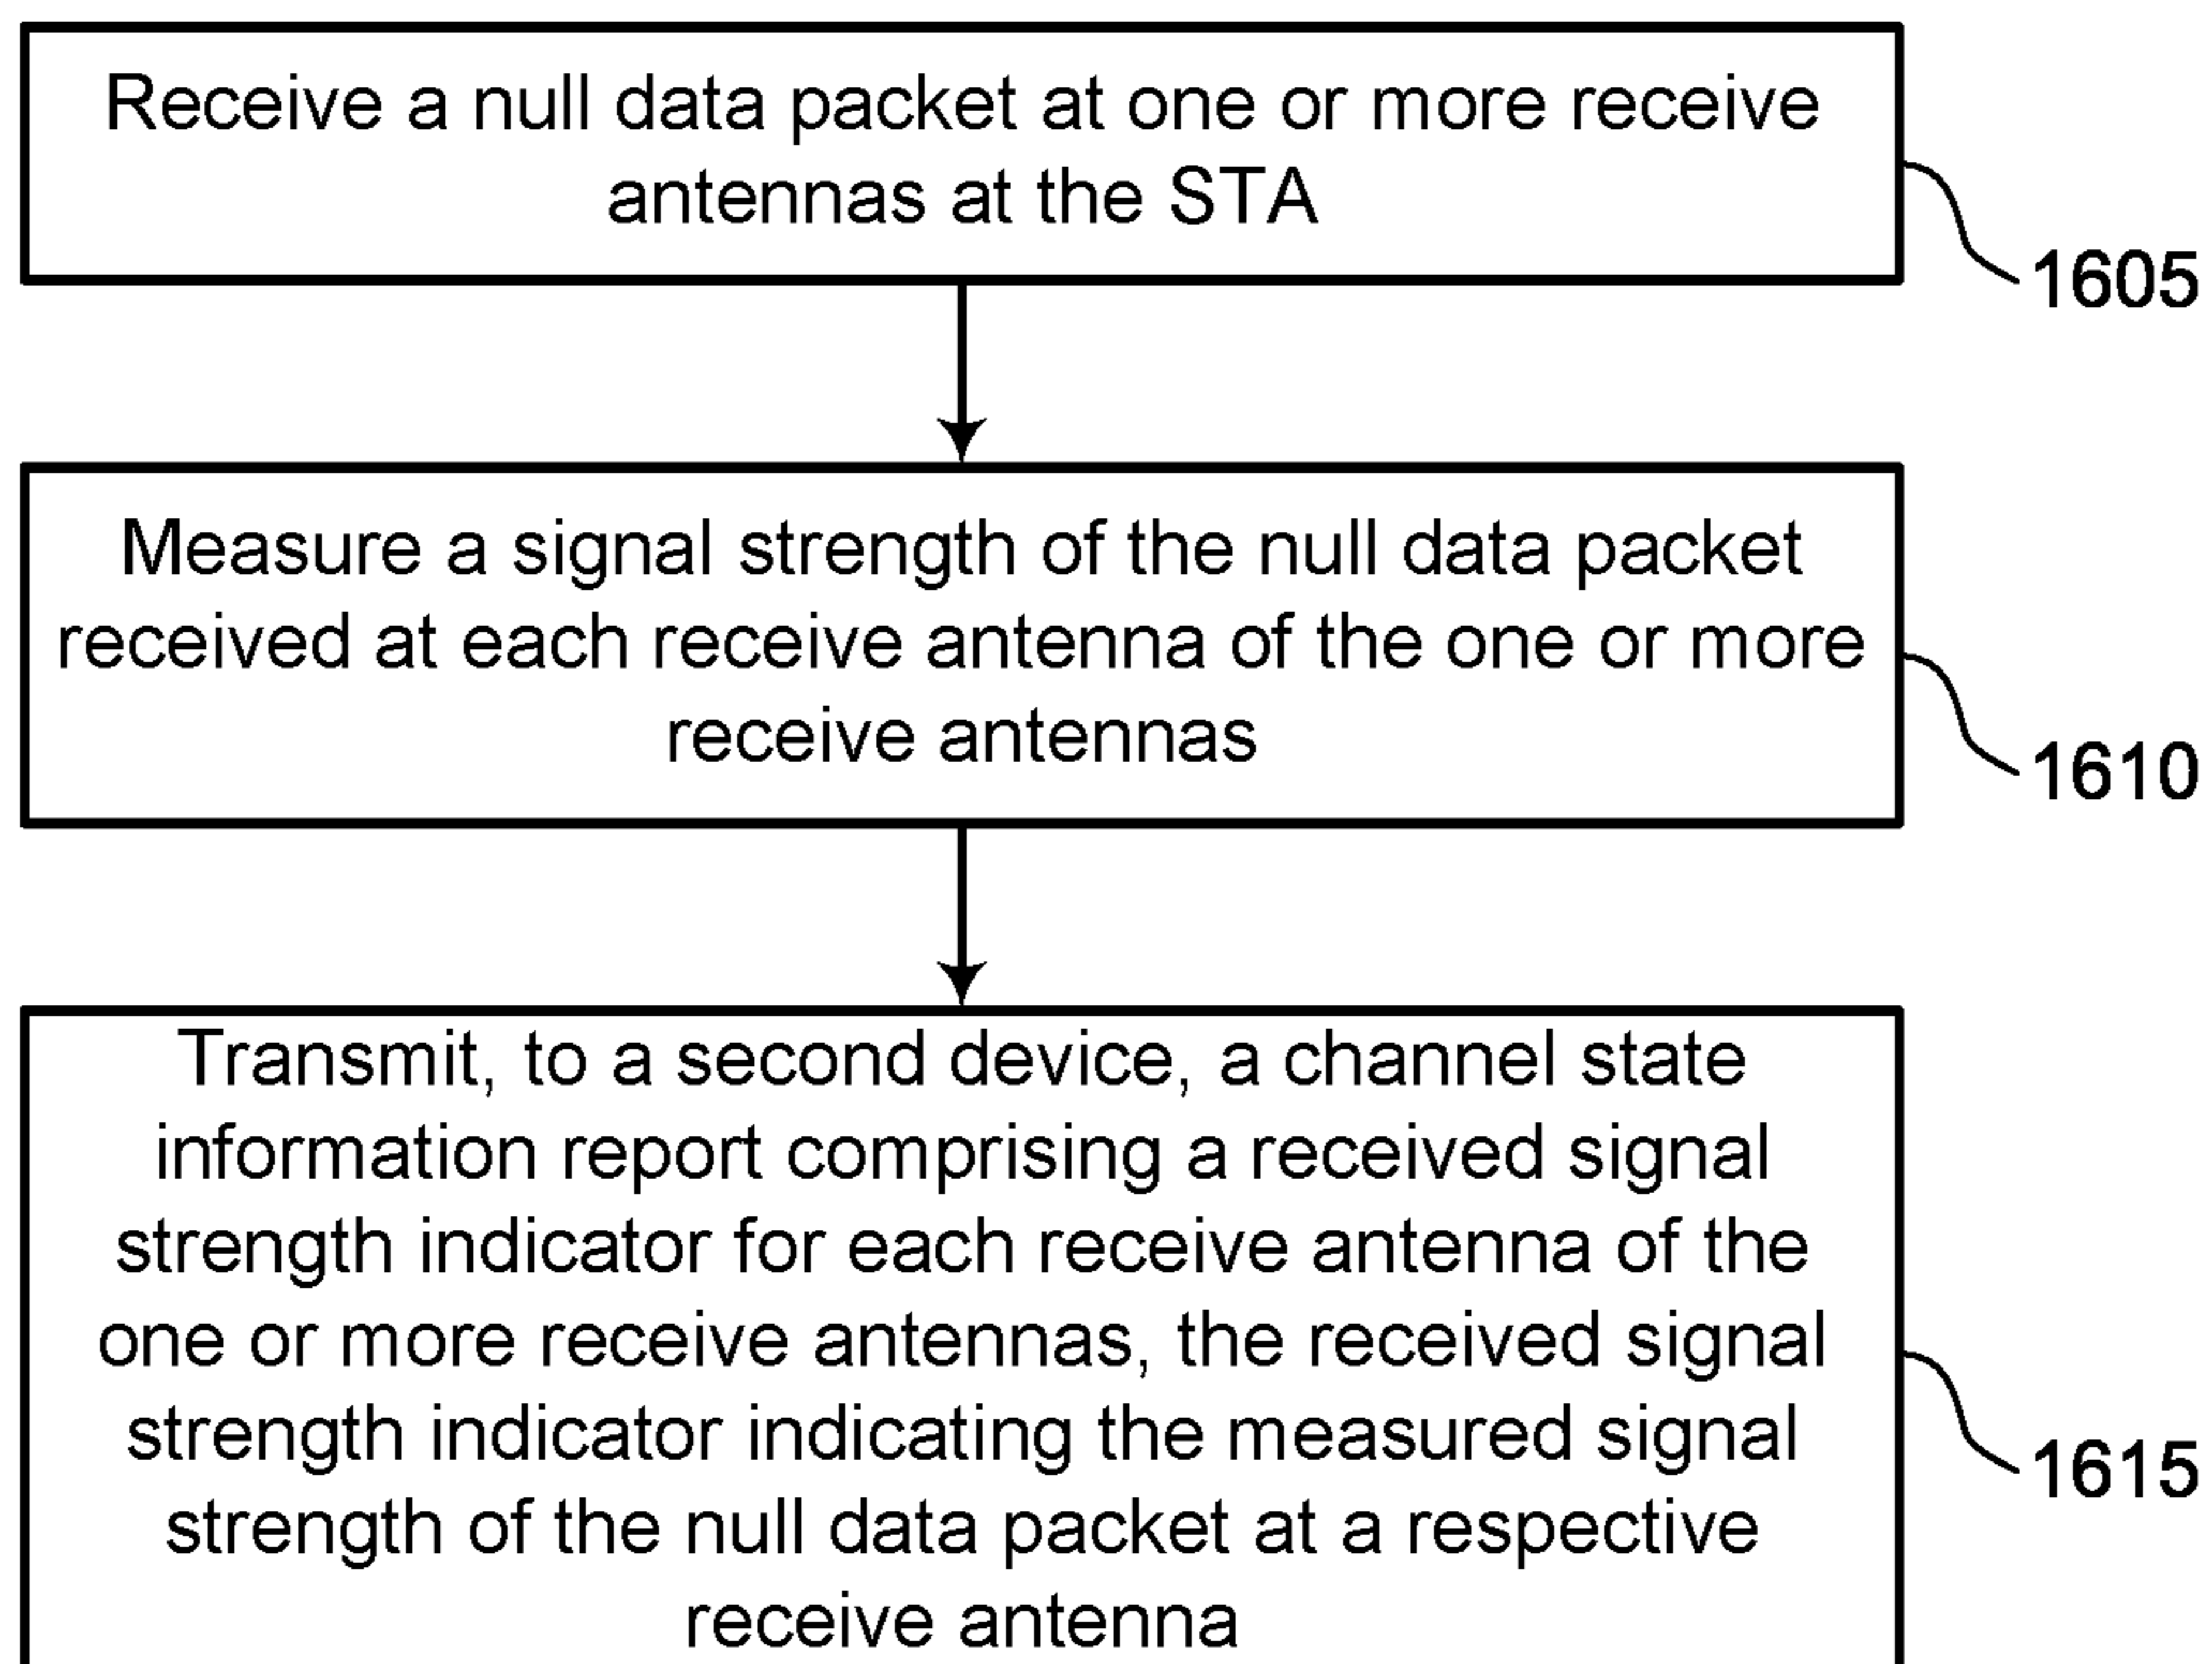 Receive a null data packet at one or more receive
antennas at the STA
1605
Measure a signal strength of the null data packet
received at each receive antenna of the one or more
receive antennas
1610
Transmit, to a second device, a channel state
information report comprising a received signal
strength indicator for each receive antenna of the
one or more receive antennas, the received signal
strength indicator indicating the measured signal
strength of the null data packet at a respective
receive antenna
1615